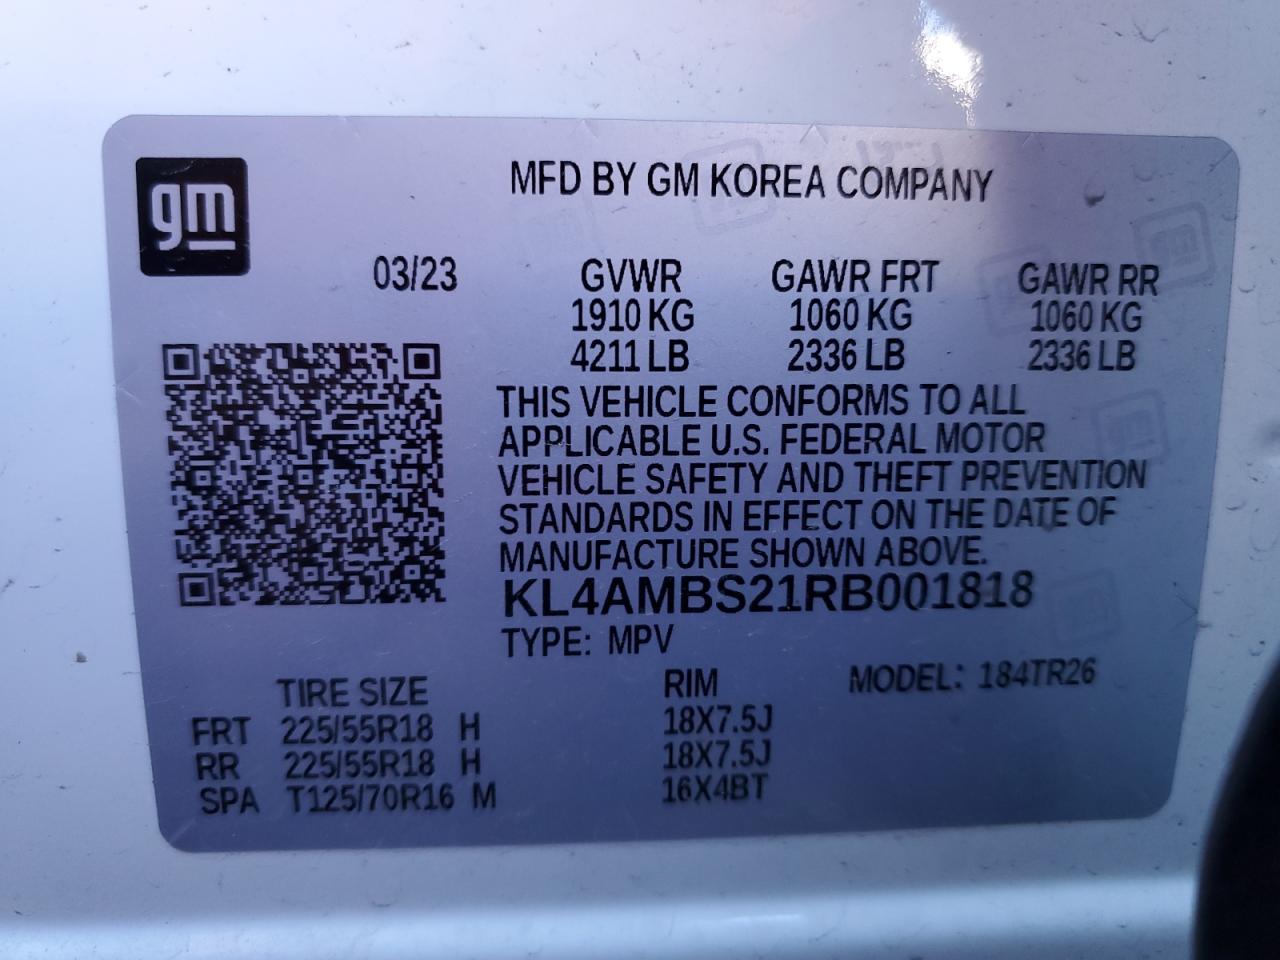 gm
MFD BY GM KOREA COMPANY
03/23 GVWR GAWR FRT GAWR RR
1910 KG 1060 KG 1060 KG
4211 LB 2336 LB 2336 LB
THIS VEHICLE CONFORMS TO ALL
APPLICABLE U.S. FEDERAL MOTOR
VEHICLE SAFETY AND THEFT PREVENTION
STANDARDS IN EFFECT ON THE DATE OF
MANUFACTURE SHOWN ABOVE.
KL4AMBS21RB001818
TYPE: MPV
TIRE SIZE RIM MODEL: 184TR26
FRT 225/55R18 H 18X7.5J
RR 225/55R18 H 18X7.5J
SPA T125/70R16 M 16X4BT